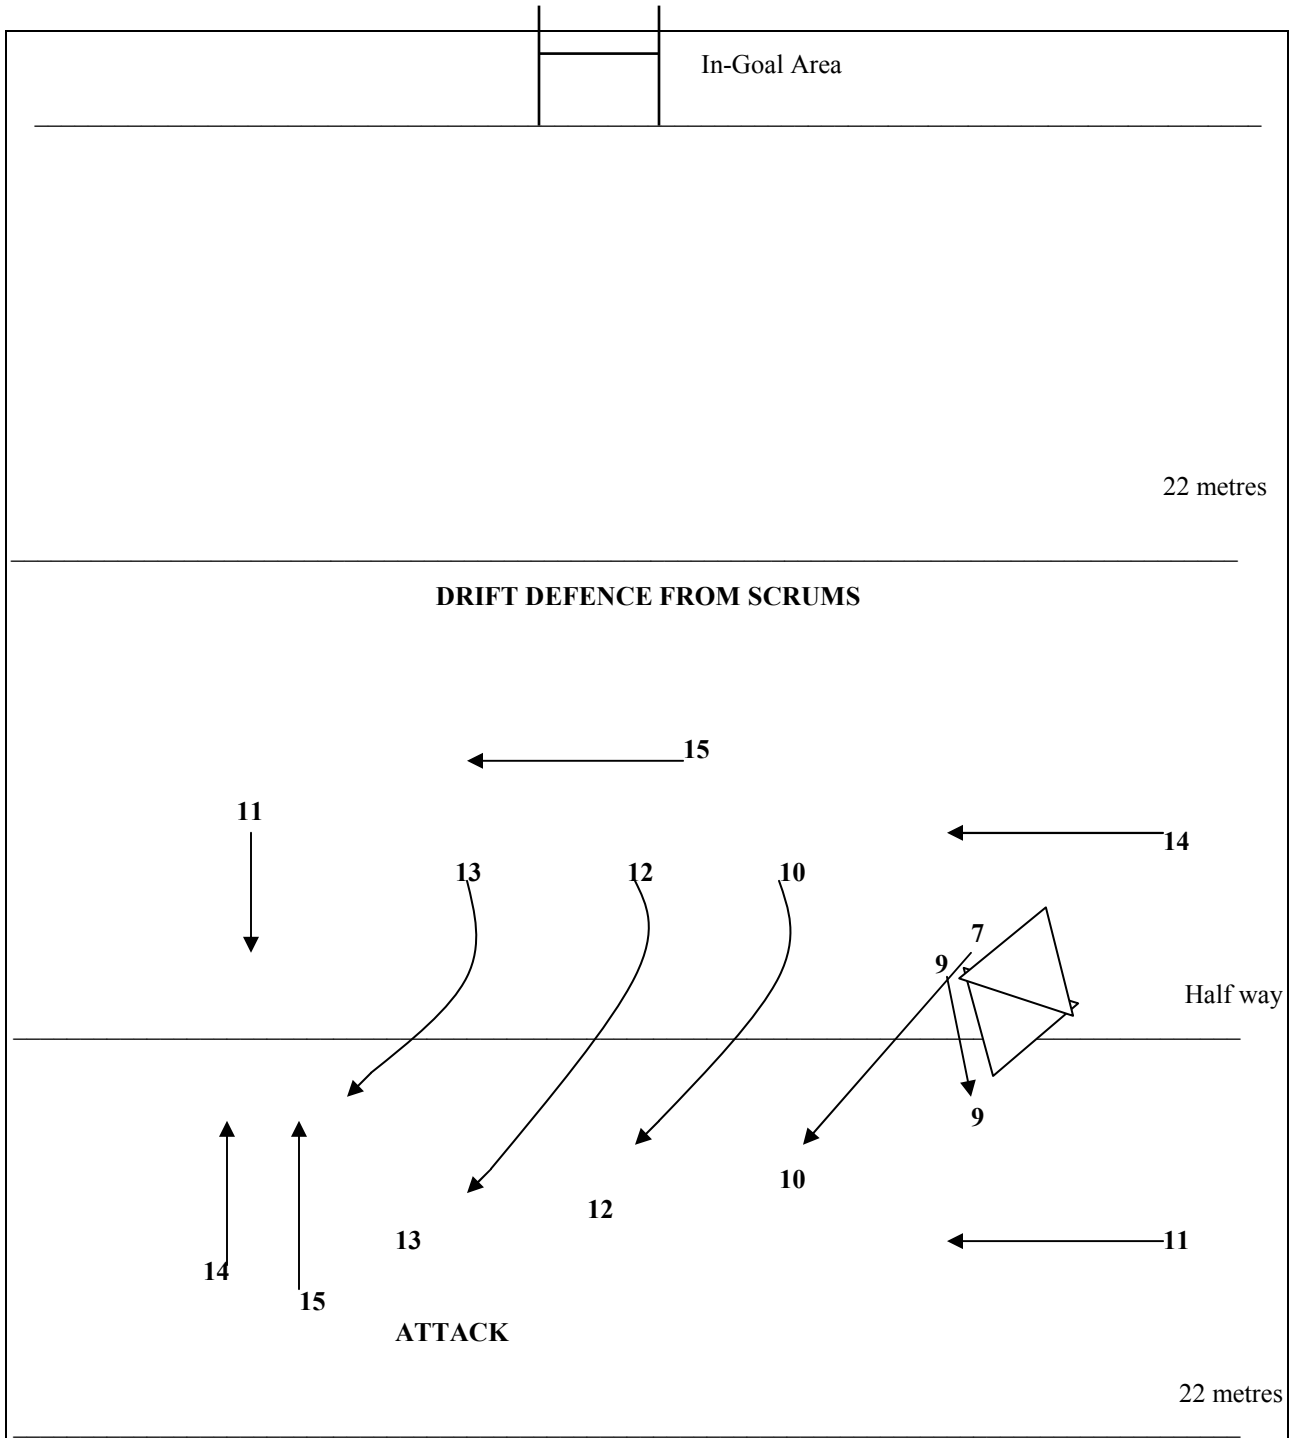 In-Goal Area
22 metres
DRIFT DEFENCE FROM SCRUMS
15
11
14
13 12 10
7
9
Half way
9
10
12
13 11
14
15
ATTACK
22 metres